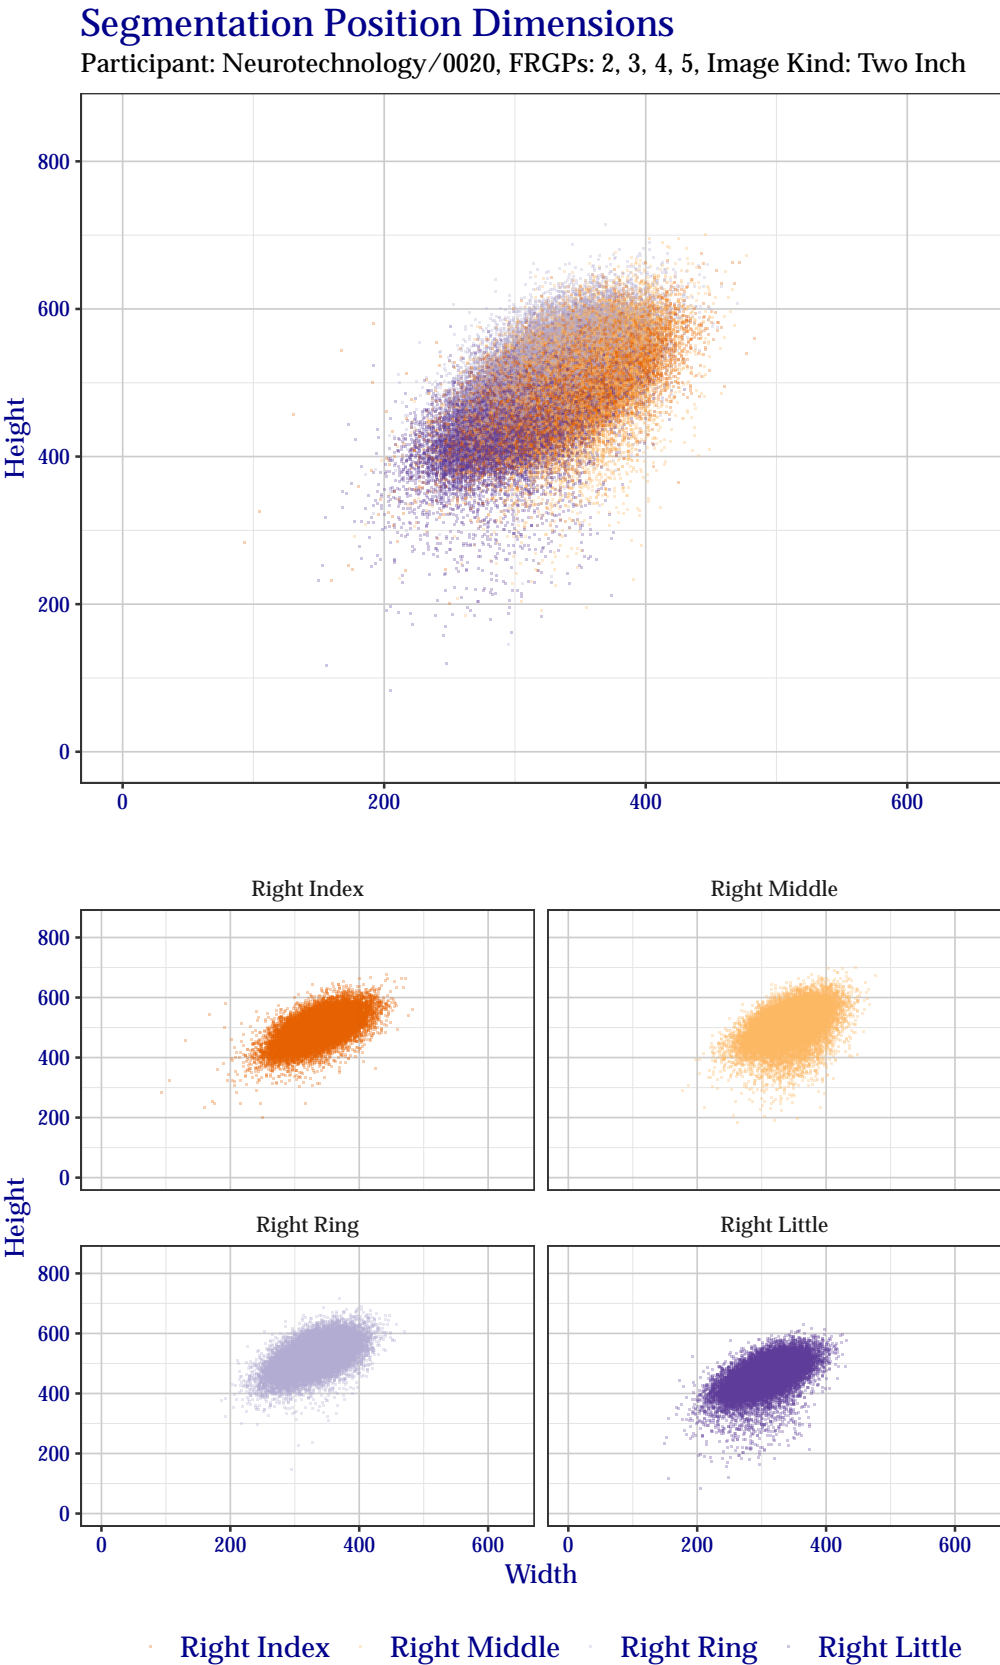 Segmentation Position Dimensions
Participant: Neurotechnology/0020, FRGPs: 2, 3, 4, 5, Image Kind: Two Inch
800
600
400
200
0
Height
0 200 400 600
Right Index Right Middle
800
600
400
200
0
Height
Right Ring Right Little
800
600
400
200
0
0 200 400 600 0 200 400 600
Width
Right Index Right Middle Right Ring Right Little